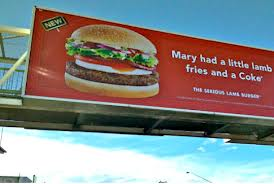 NEW
Mary had a little lamb
fries and a Coke
THE SERIOUS LAMB BURGER